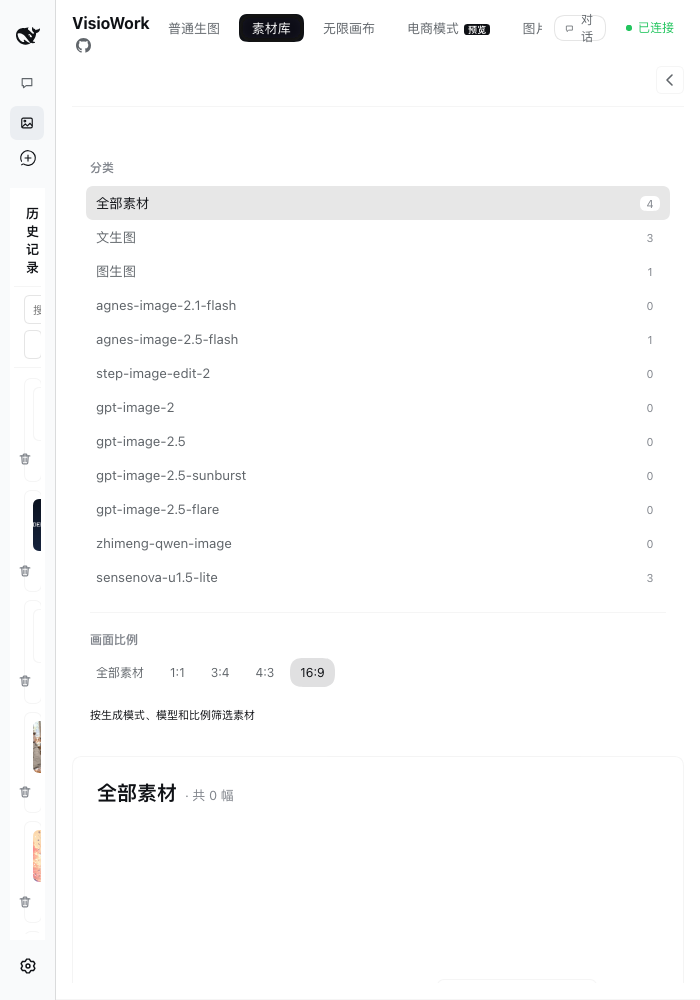 VisioWork
普通生图
素材库
无限画布
电商模式 预览
图片
对话
已连接
历史记录
搜
分类
全部素材 4
文生图 3
图生图 1
agnes-image-2.1-flash 0
agnes-image-2.5-flash 1
step-image-edit-2 0
gpt-image-2 0
gpt-image-2.5 0
gpt-image-2.5-sunburst 0
gpt-image-2.5-flare 0
zhimeng-qwen-image 0
sensenova-u1.5-lite 3
画面比例
全部素材 1:1 3:4 4:3 16:9
按生成模式、模型和比例筛选素材
全部素材 · 共 0 幅